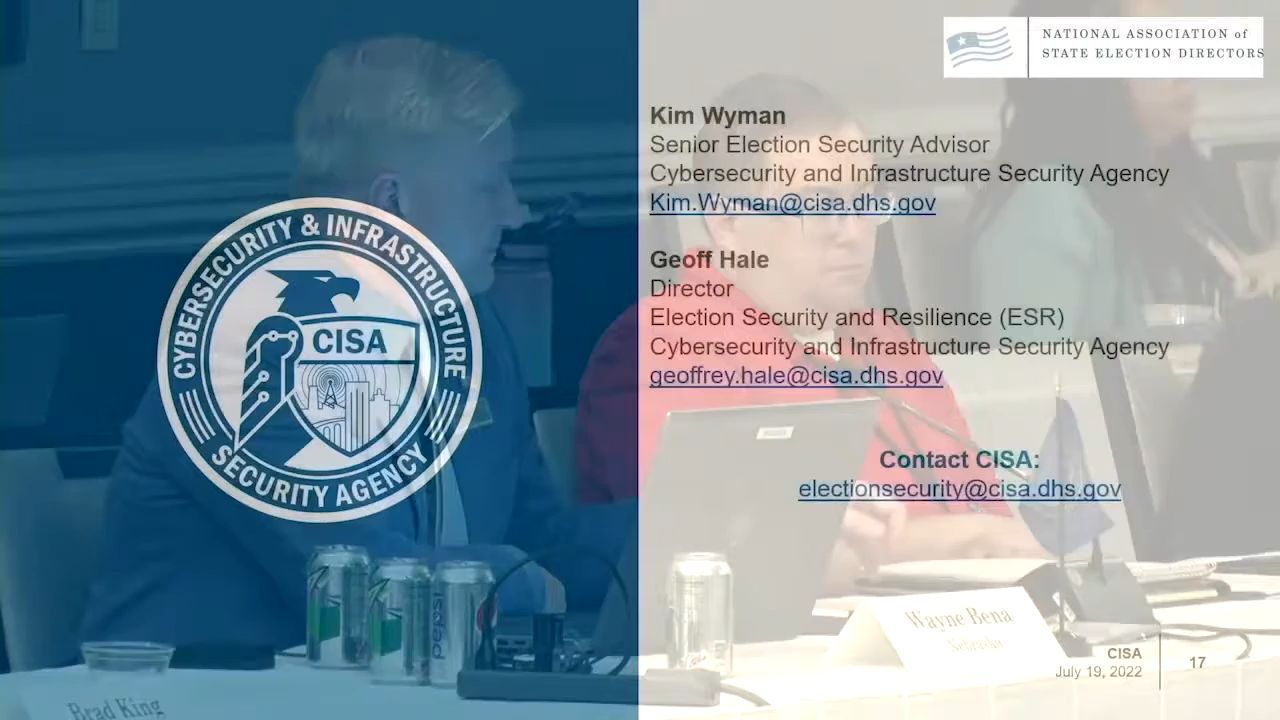 NATIONAL ASSOCIATION of
STATE ELECTION DIRECTORS
Kim Wyman
Senior Election Security Advisor
Cybersecurity and Infrastructure Security Agency
Kim.Wyman@cisa.dhs.gov
Geoff Hale
Director
Election Security and Resilience (ESR)
Cybersecurity and Infrastructure Security Agency
geoffrey.hale@cisa.dhs.gov
CYBERSECURITY & INFRASTRUCTURE
CISA
SECURITY AGENCY
Contact CISA:
electionsecurity@cisa.dhs.gov
pepsi
Wayne Bena
Nebraska
CISA
July 19, 2022
17
Brad King